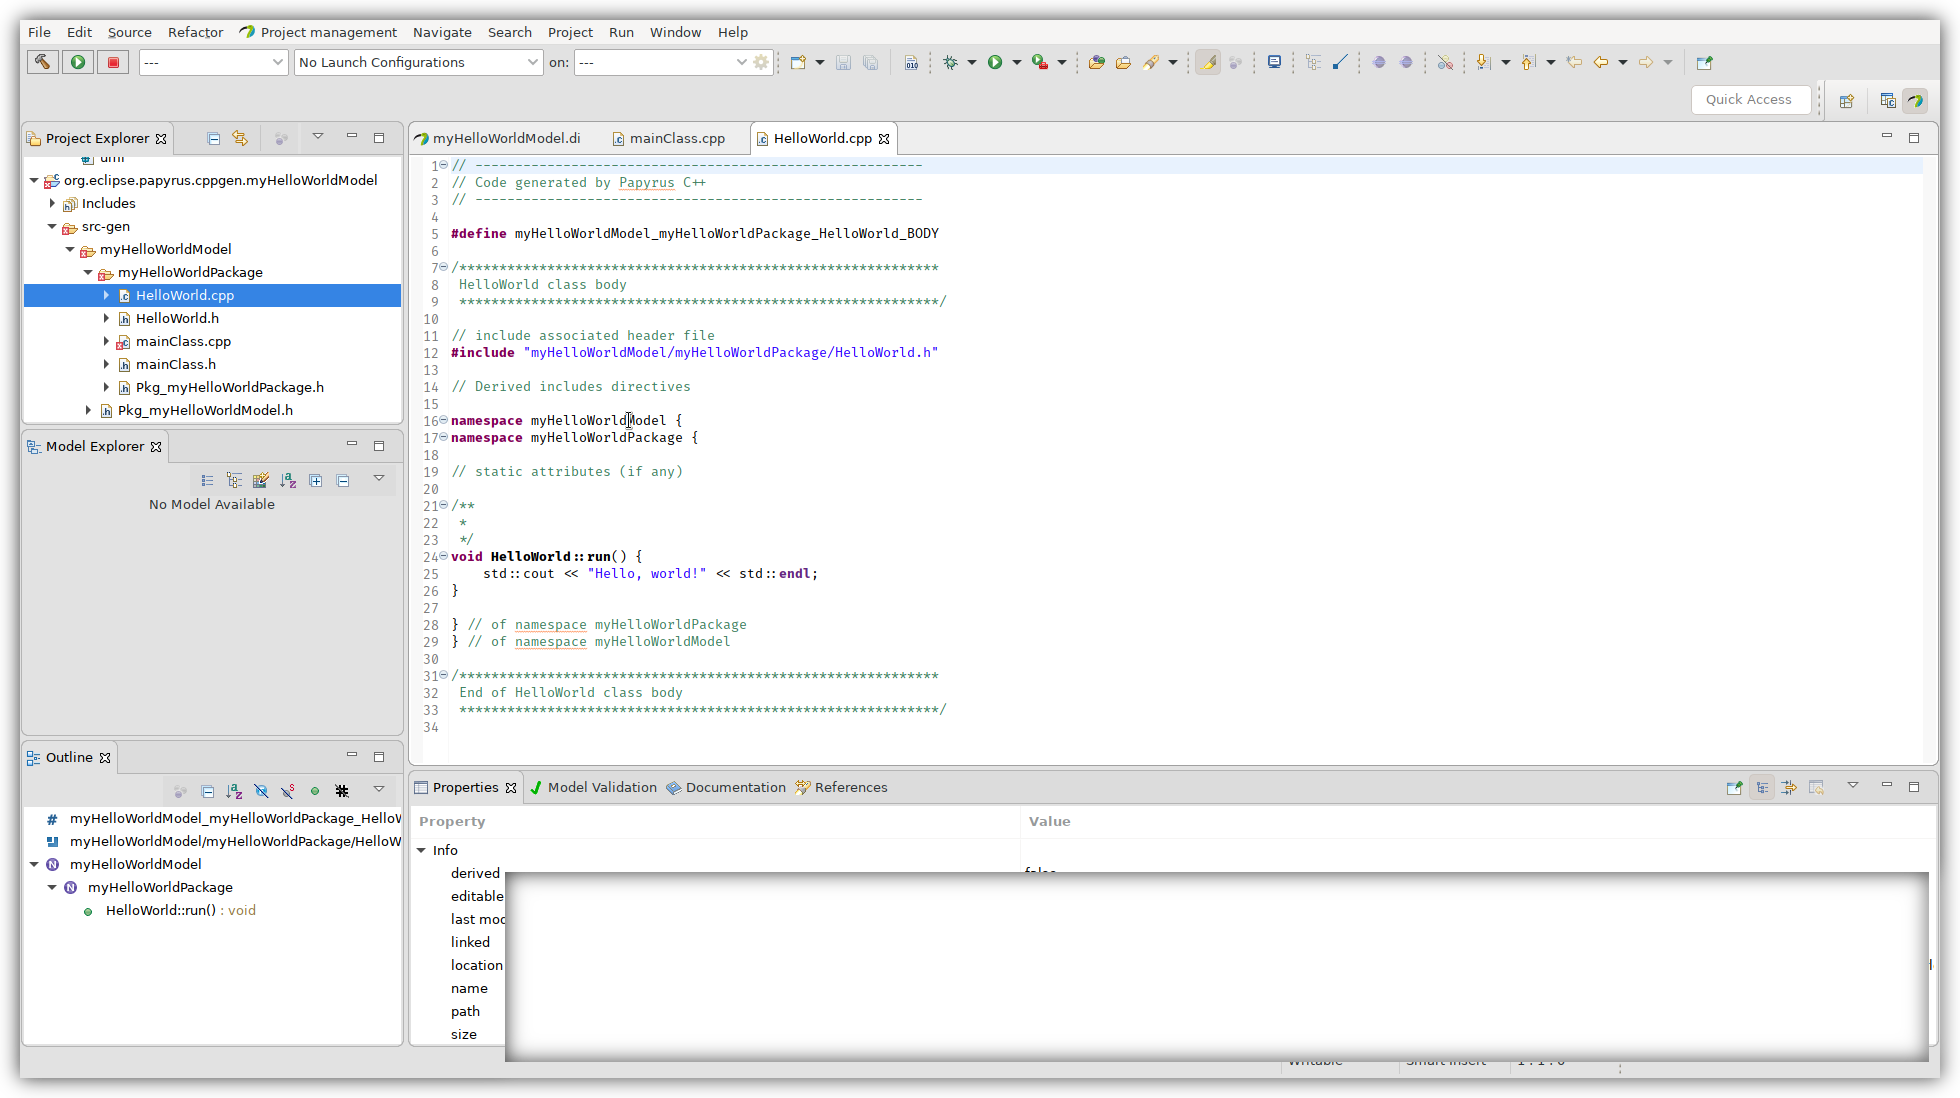 File Edit Source Refactor Project management Navigate Search Project Run Window Help
--- No Launch Configurations on: ---
Quick Access
Project Explorer
org.eclipse.papyrus.cppgen.myHelloWorldModel
Includes
src-gen
myHelloWorldModel
myHelloWorldPackage
HelloWorld.cpp
HelloWorld.h
mainClass.cpp
mainClass.h
Pkg_myHelloWorldPackage.h
Pkg_myHelloWorldModel.h
Model Explorer
No Model Available
Outline
myHelloWorldModel_myHelloWorldPackage_HelloW
myHelloWorldModel/myHelloWorldPackage/HelloW
myHelloWorldModel
myHelloWorldPackage
HelloWorld::run() : void
myHelloWorldModel.di mainClass.cpp HelloWorld.cpp
1 // --------------------------------------------------------
2 // Code generated by Papyrus C++
3 // --------------------------------------------------------
4
5 #define myHelloWorldModel_myHelloWorldPackage_HelloWorld_BODY
6
7 /************************************************************
8 HelloWorld class body
9 ************************************************************/
10
11 // include associated header file
12 #include "myHelloWorldModel/myHelloWorldPackage/HelloWorld.h"
13
14 // Derived includes directives
15
16 namespace myHelloWorldModel {
17 namespace myHelloWorldPackage {
18
19 // static attributes (if any)
20
21 /**
22 *
23 */
24 void HelloWorld::run() {
25 std::cout << "Hello, world!" << std::endl;
26 }
27
28 } // of namespace myHelloWorldPackage
29 } // of namespace myHelloWorldModel
30
31 /************************************************************
32 End of HelloWorld class body
33 ************************************************************/
34
Properties Model Validation Documentation References
Property Value
Info
derived
editable
last mod
linked
location
name
path
size